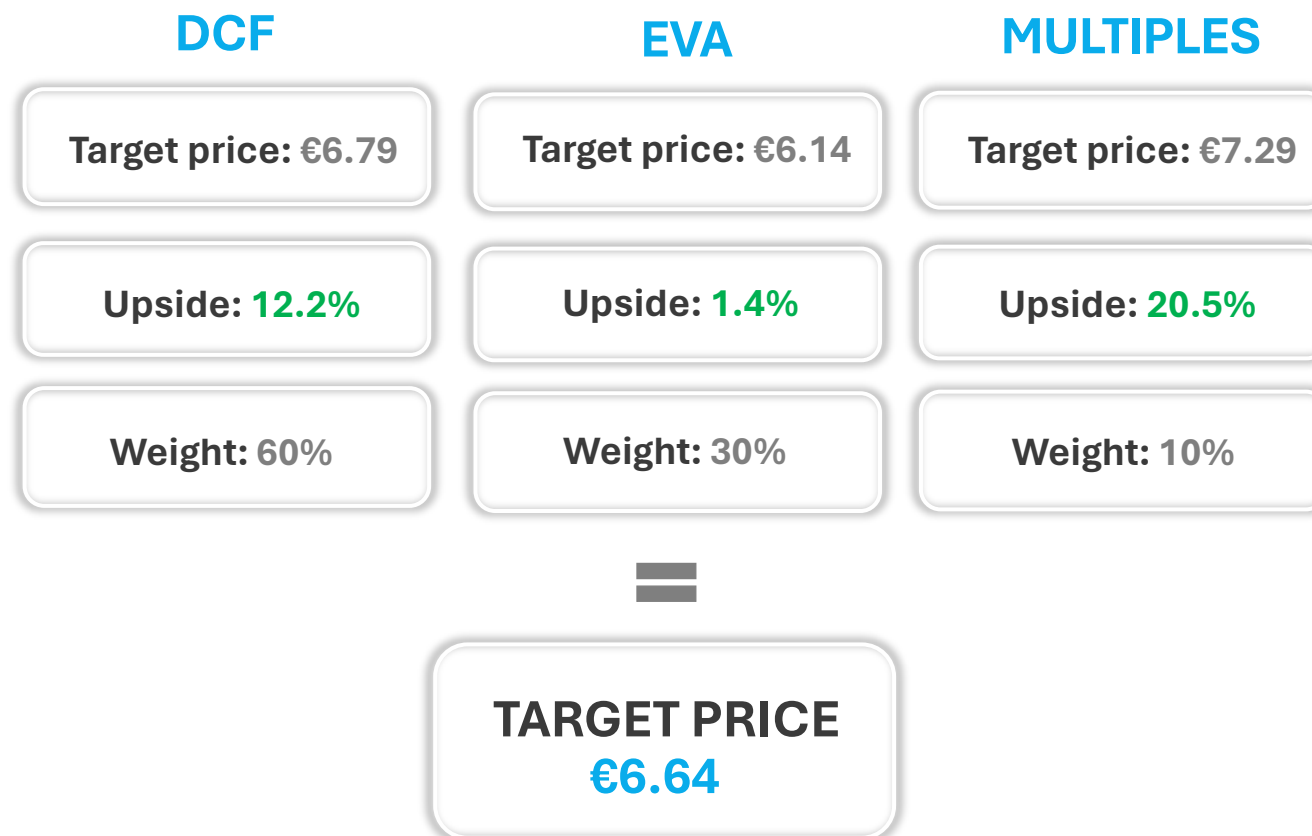 DCF
EVA
MULTIPLES
Target price: €6.79
Target price: €6.14
Target price: €7.29
Upside: 12.2%
Upside: 1.4%
Upside: 20.5%
Weight: 60%
Weight: 30%
Weight: 10%
=
TARGET PRICE
€6.64